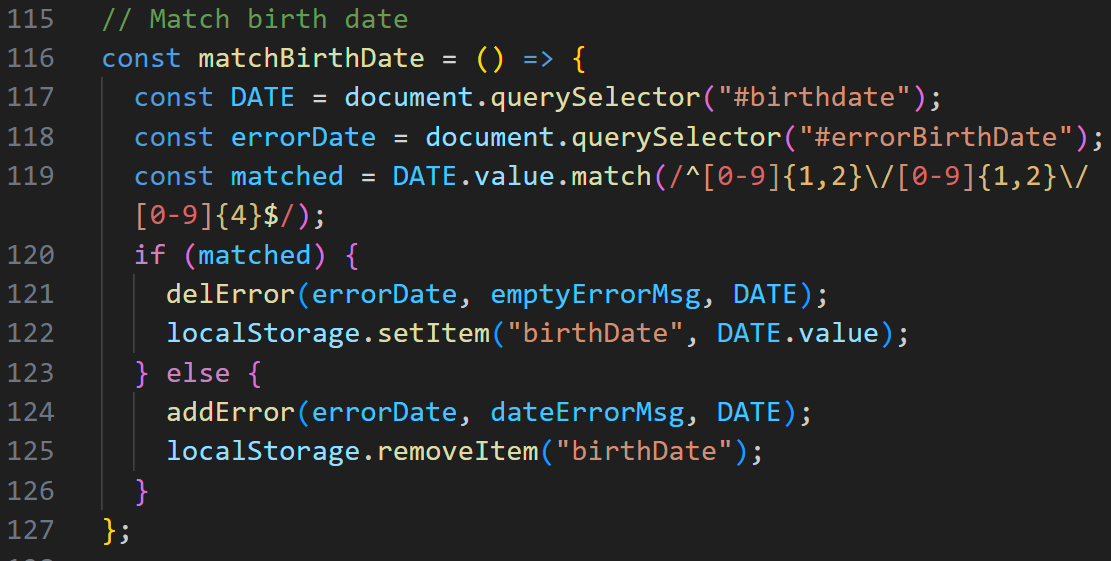 115 // Match birth date
116 const matchBirthDate = () => {
117 const DATE = document.querySelector("#birthdate");
118 const errorDate = document.querySelector("#errorBirthDate");
119 const matched = DATE.value.match(/^[0-9]{1,2}\/[0-9]{1,2}\/
[0-9]{4}$/);
120 if (matched) {
121 delError(errorDate, emptyErrorMsg, DATE);
122 localStorage.setItem("birthDate", DATE.value);
123 } else {
124 addError(errorDate, dateErrorMsg, DATE);
125 localStorage.removeItem("birthDate");
126 }
127 };